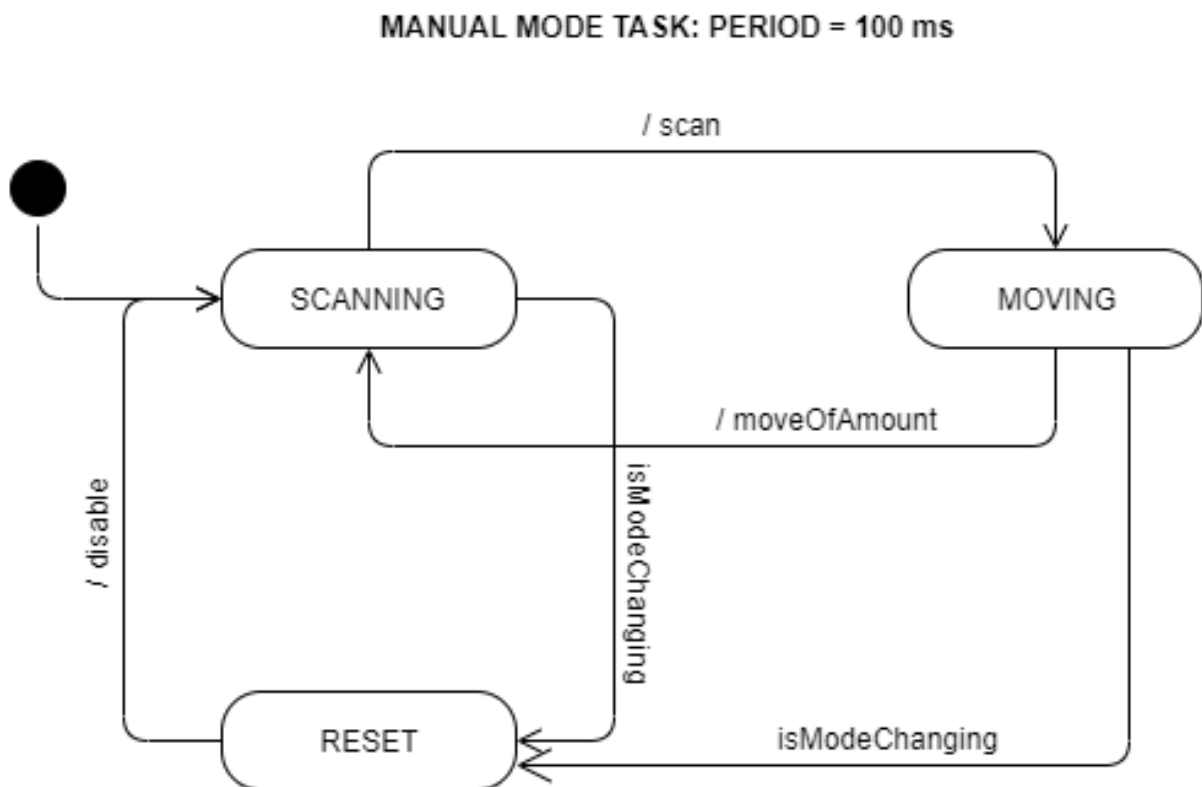 MANUAL MODE TASK: PERIOD = 100 ms
/ scan
SCANNING
MOVING
/ moveOfAmount
isModeChanging
/ disable
RESET
isModeChanging